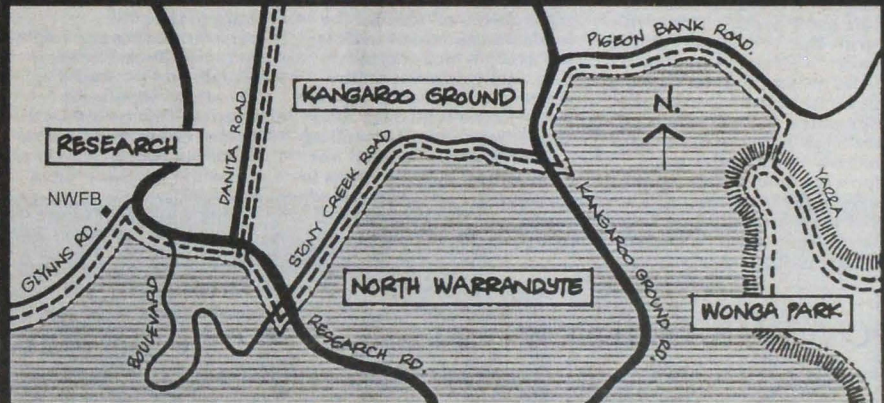 PIGEON BANK ROAD.
KANGAROO GROUND
N.
RESEARCH
DANITA ROAD
STONY CREEK ROAD
YARRA
NWFB
GLYNNS RD.
KANGAROO GROUND RD.
NORTH WARRANDYTE
WONGA PARK
BOULEVARD
RESEARCH RD.